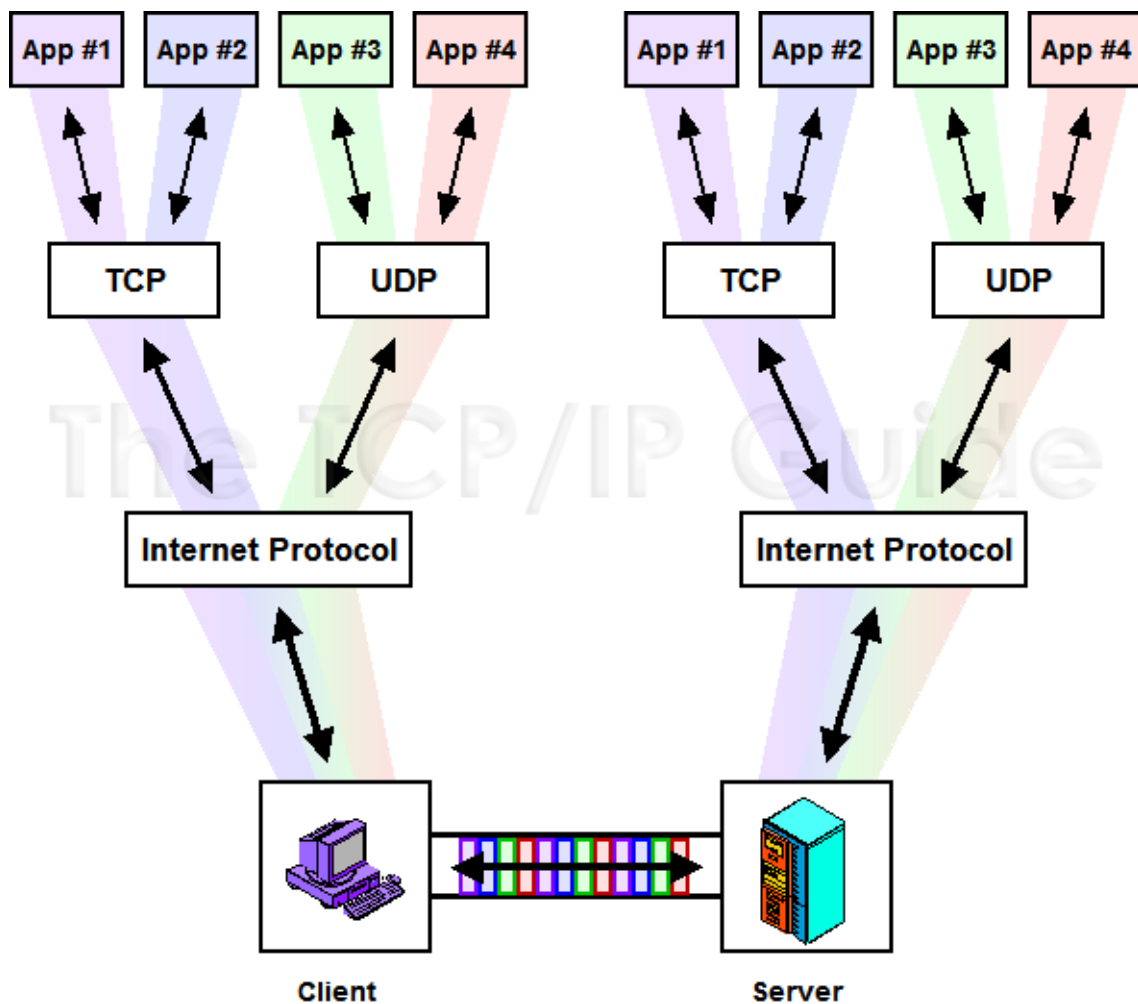 App #1 App #2 App #3 App #4 App #1 App #2 App #3 App #4
TCP UDP TCP UDP
The TCP/IP Guide
Internet Protocol Internet Protocol
Client Server